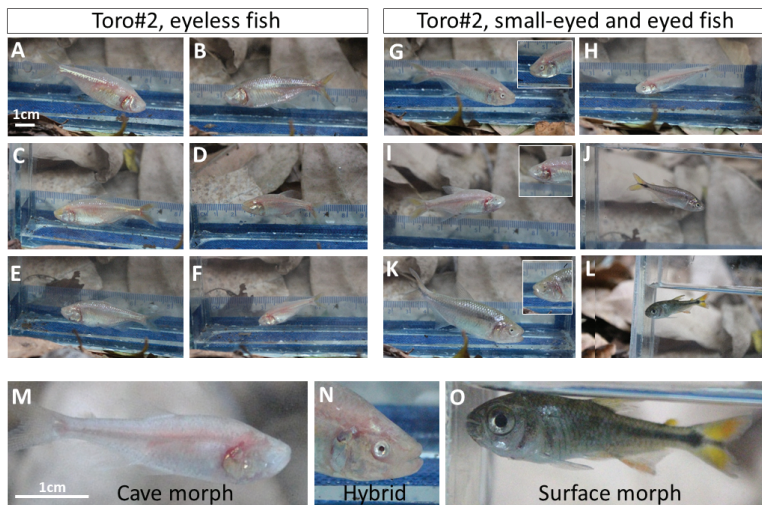 Toro#2, eyeless fish
Toro#2, small-eyed and eyed fish
A
B
1cm
C
D
E
F
G
H
I
J
K
L
M
1cm
Cave morph
N
Hybrid
O
Surface morph